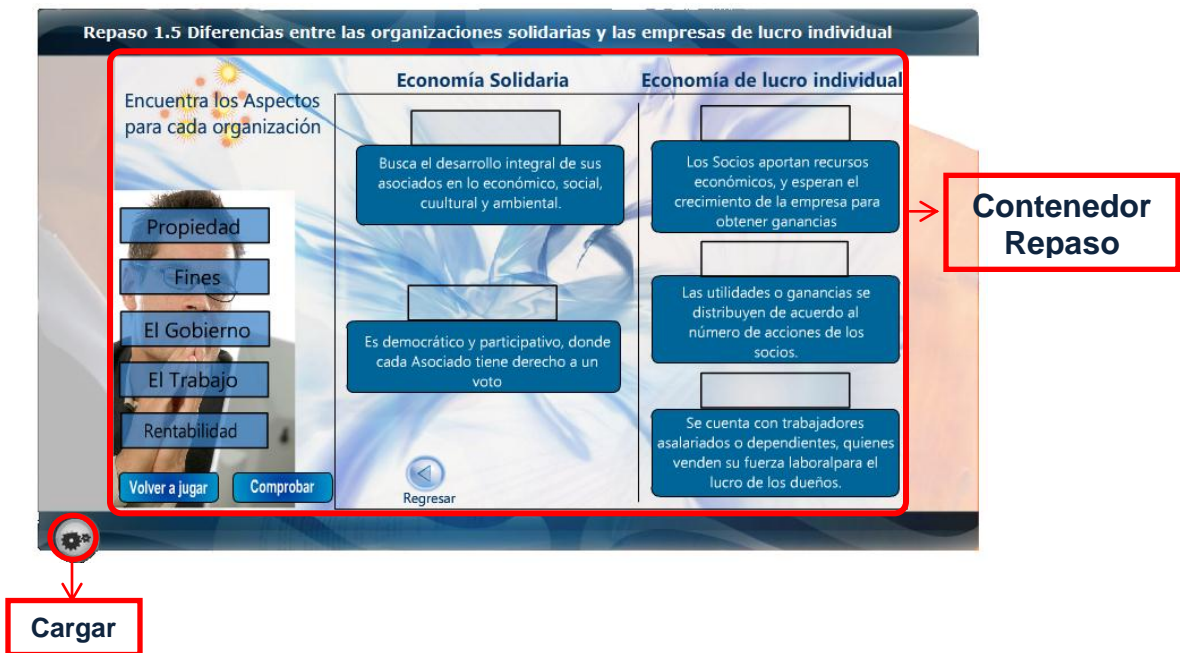 Repaso 1.5 Diferencias entre las organizaciones solidarias y las empresas de lucro individual
Encuentra los Aspectos
para cada organización
Propiedad
Fines
El Gobierno
El Trabajo
Rentabilidad
Volver a jugar
Comprobar
Economía Solidaria
Busca el desarrollo integral de sus
asociados en lo económico, social,
cuultural y ambiental.
Es democrático y participativo, donde
cada Asociado tiene derecho a un
voto
Regresar
Economía de lucro individual
Los Socios aportan recursos
económicos, y esperan el
crecimiento de la empresa para
obtener ganancias
Las utilidades o ganancias se
distribuyen de acuerdo al
número de acciones de los
socios.
Se cuenta con trabajadores
asalariados o dependientes, quienes
venden su fuerza laboralpara el
lucro de los dueños.
Contenedor
Repaso
Cargar